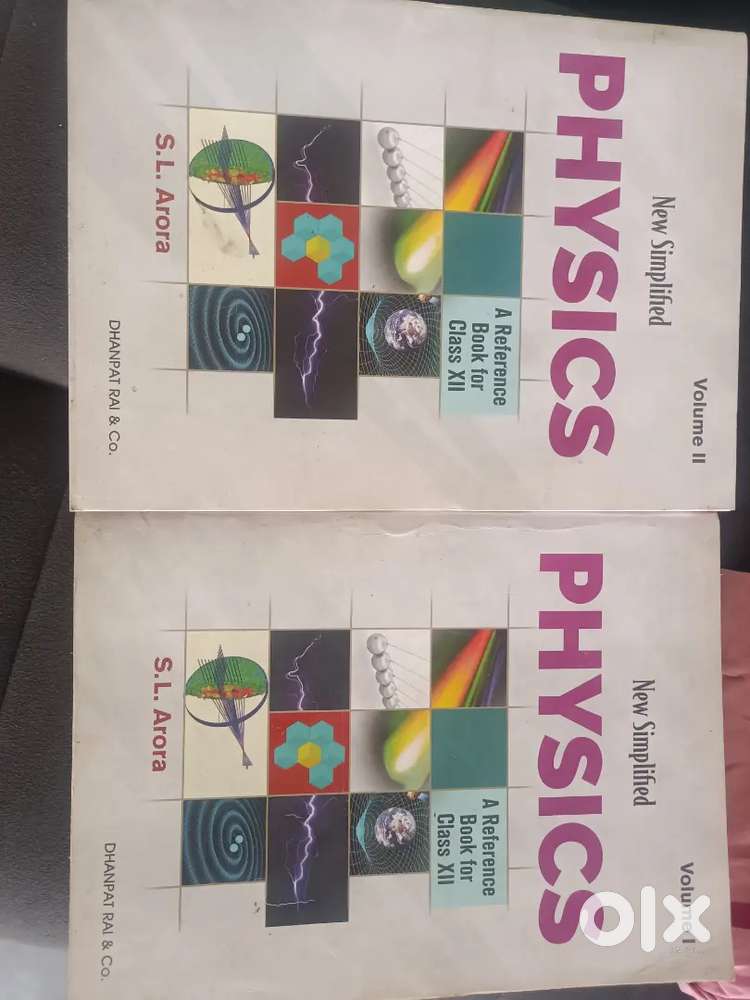 Volume II
New Simplified
PHYSICS
A Reference
Book for
Class XII
S.L. Arora
DHANPAT RAI & Co.
Volume I
New Simplified
PHYSICS
A Reference
Book for
Class XII
S.L. Arora
DHANPAT RAI & Co.
olx